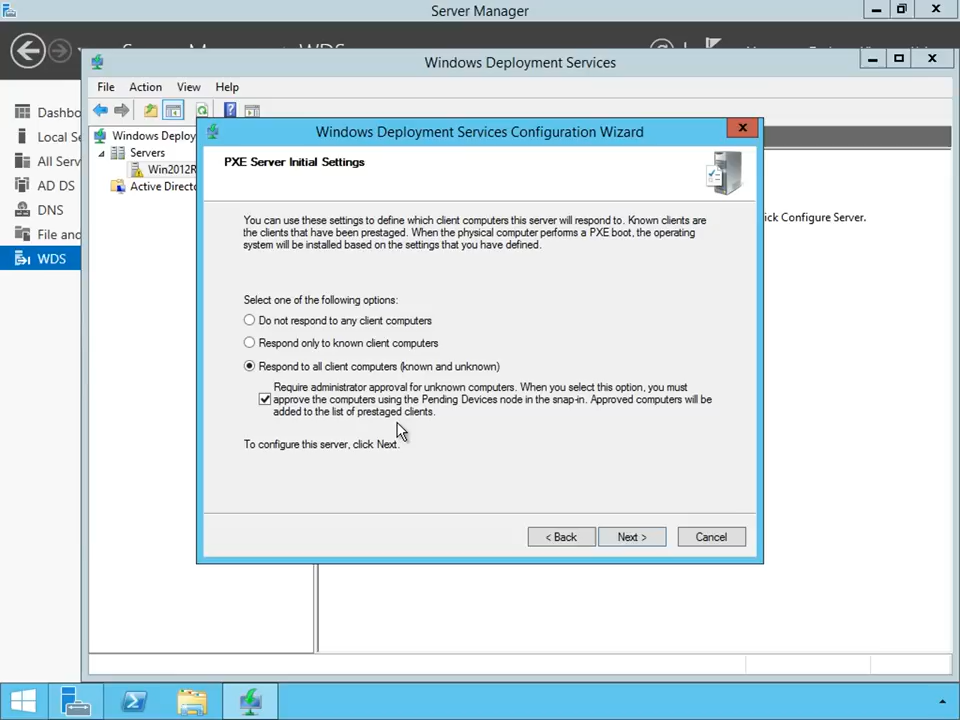 Server Manager
Windows Deployment Services
File Action View Help
Dashbo
Local Se
All Serv
AD DS
DNS
File and
WDS
Windows Deploy
Servers
Win2012R
Active Directo
ick Configure Server.
Windows Deployment Services Configuration Wizard
PXE Server Initial Settings
You can use these settings to define which client computers this server will respond to. Known clients are
the clients that have been prestaged. When the physical computer performs a PXE boot, the operating
system will be installed based on the settings that you have defined.
Select one of the following options:
Do not respond to any client computers
Respond only to known client computers
Respond to all client computers (known and unknown)
Require administrator approval for unknown computers. When you select this option, you must
approve the computers using the Pending Devices node in the snap-in. Approved computers will be
added to the list of prestaged clients.
To configure this server, click Next.
< Back Next > Cancel